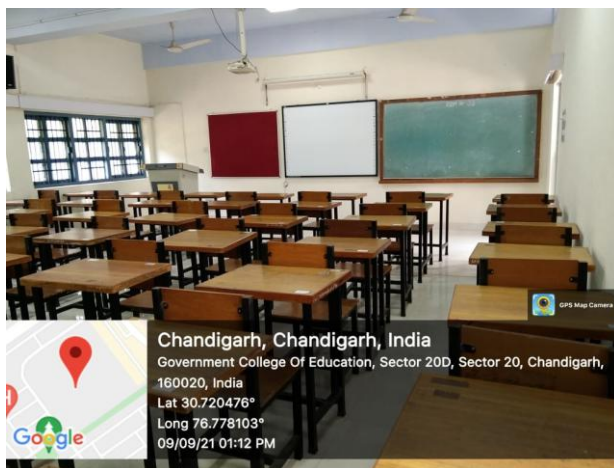 GPS Map Camera
Chandigarh, Chandigarh, India
Government College Of Education, Sector 20D, Sector 20, Chandigarh,
160020, India
Lat 30.720476°
Long 76.778103°
09/09/21 01:12 PM
Google